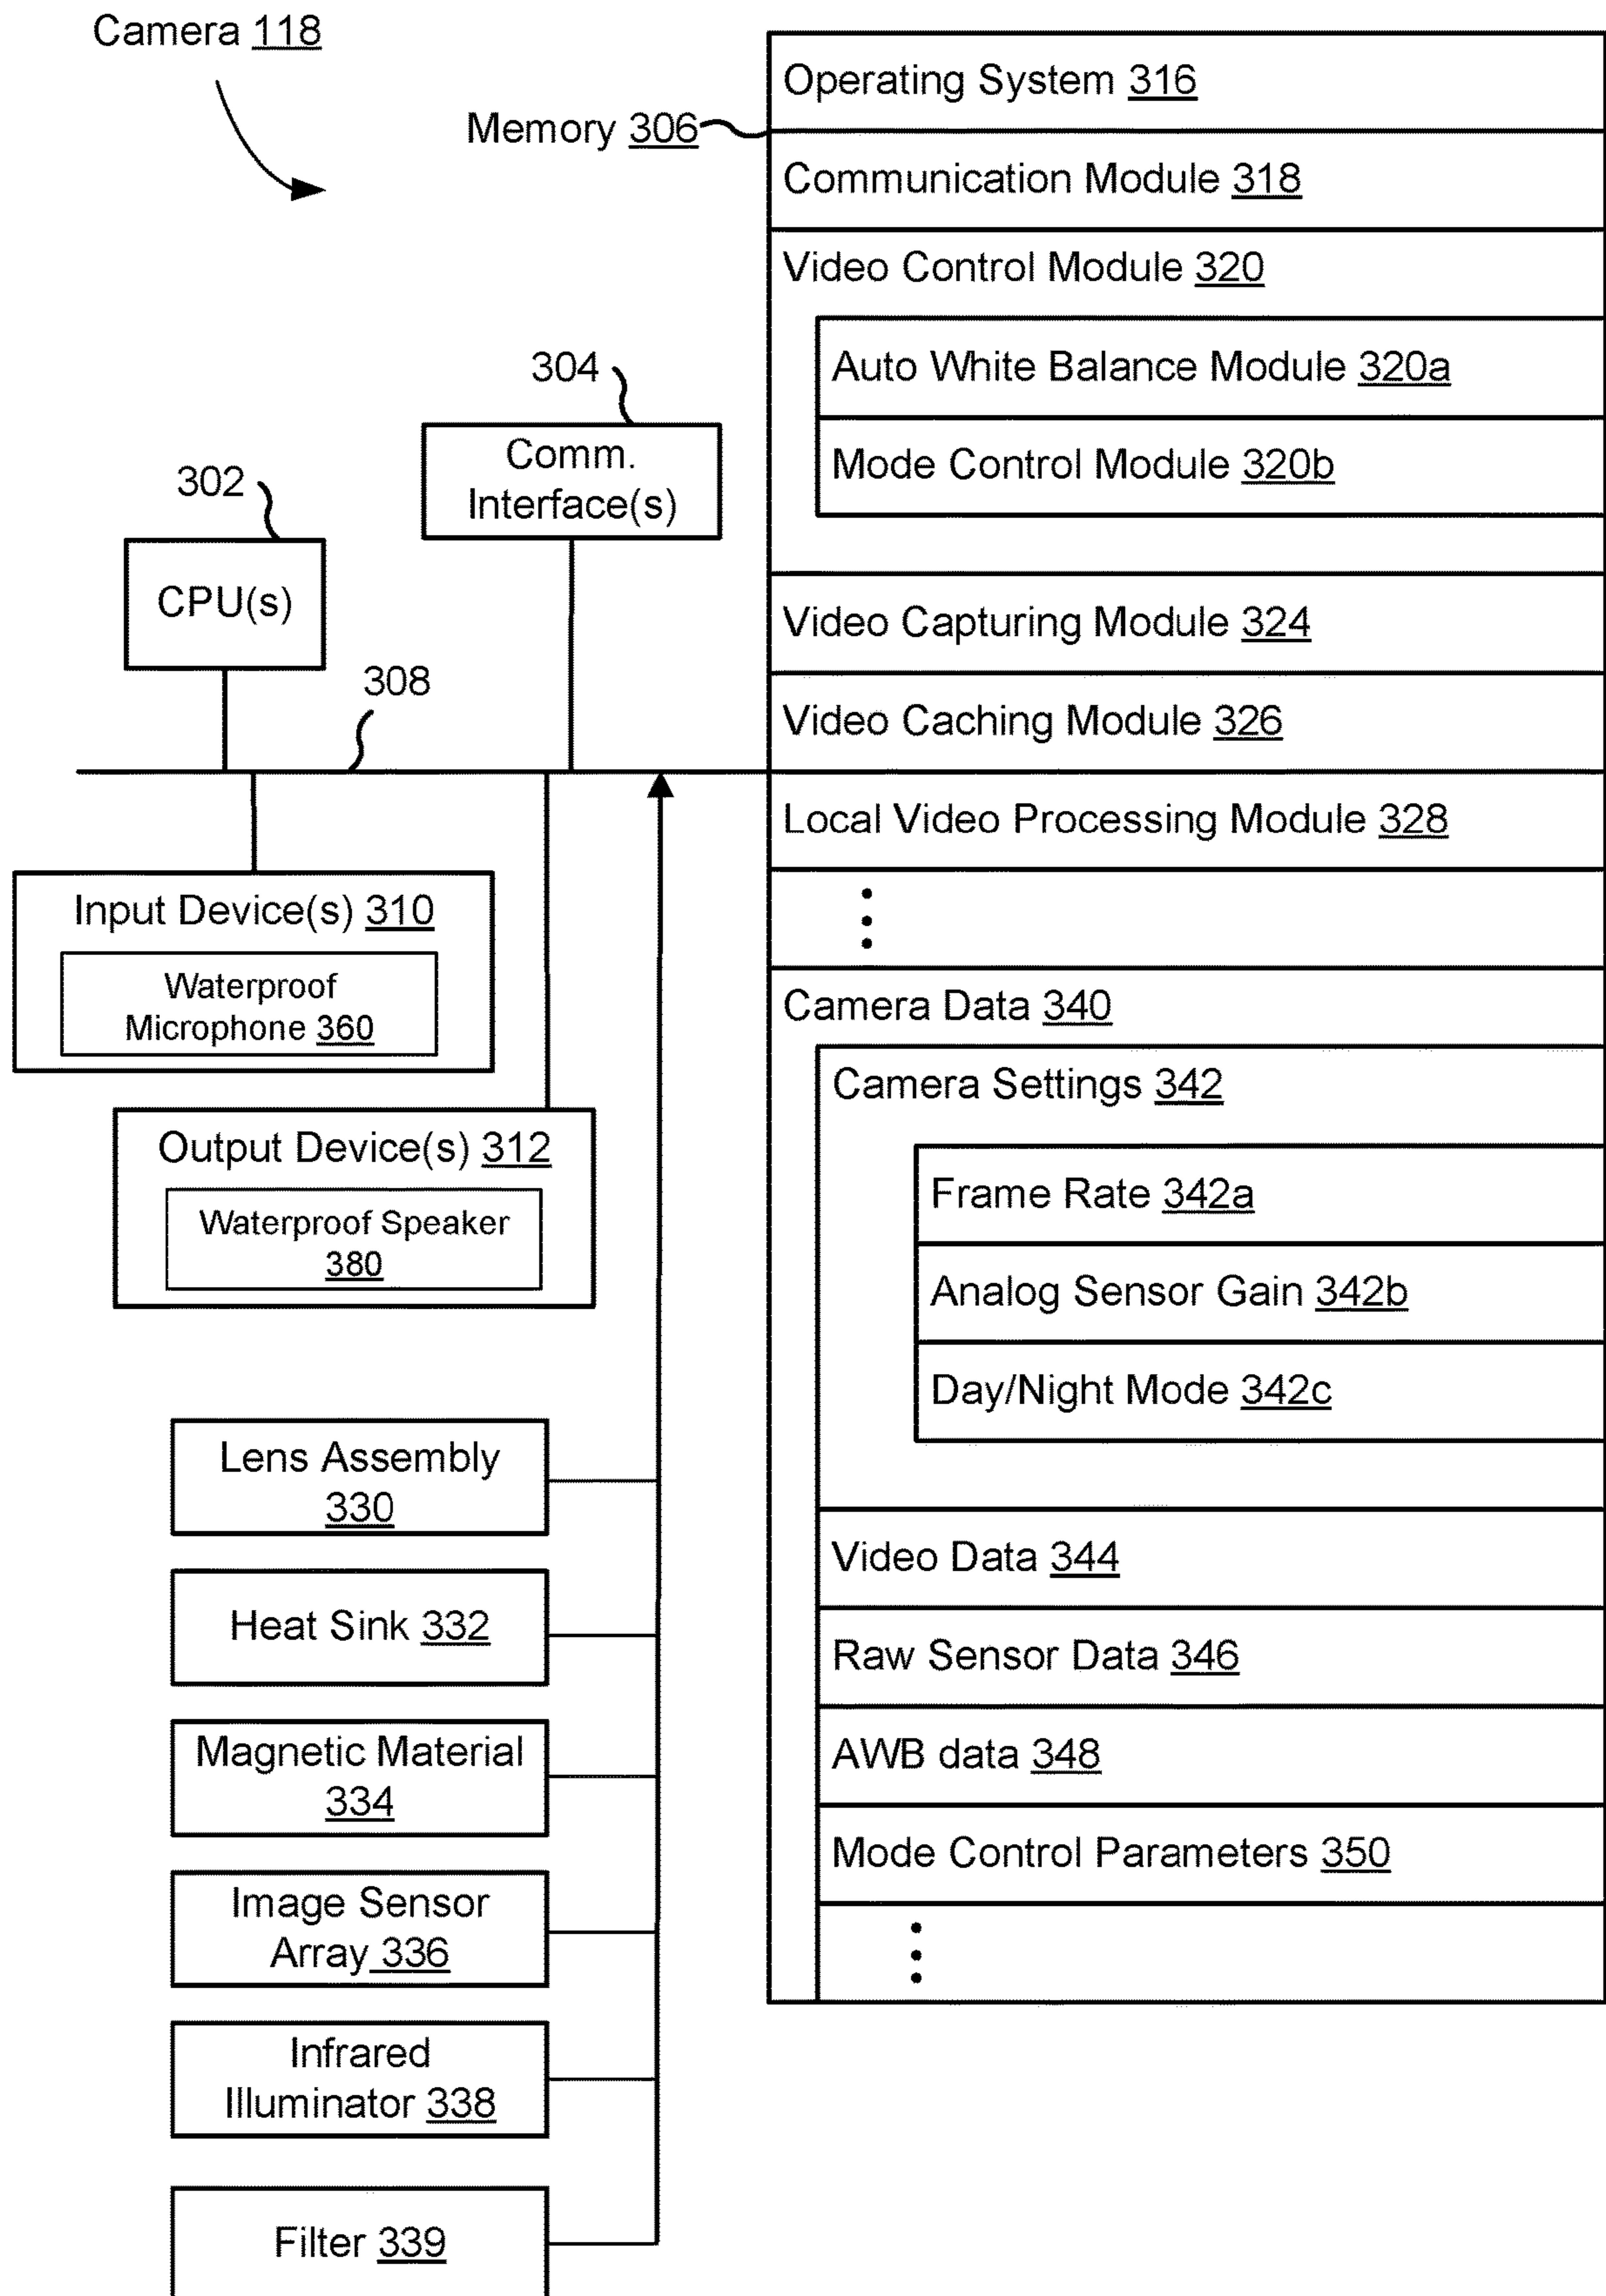 Camera 118
Memory 306
304
Comm.
Interface(s)
302
CPU(s)
308
Input Device(s) 310
Waterproof
Microphone 360
Output Device(s) 312
Waterproof Speaker
380
Lens Assembly
330
Heat Sink 332
Magnetic Material
334
Image Sensor
Array 336
Infrared
Illuminator 338
Filter 339
Operating System 316
Communication Module 318
Video Control Module 320
Auto White Balance Module 320a
Mode Control Module 320b
Video Capturing Module 324
Video Caching Module 326
Local Video Processing Module 328
Camera Data 340
Camera Settings 342
Frame Rate 342a
Analog Sensor Gain 342b
Day/Night Mode 342c
Video Data 344
Raw Sensor Data 346
AWB data 348
Mode Control Parameters 350